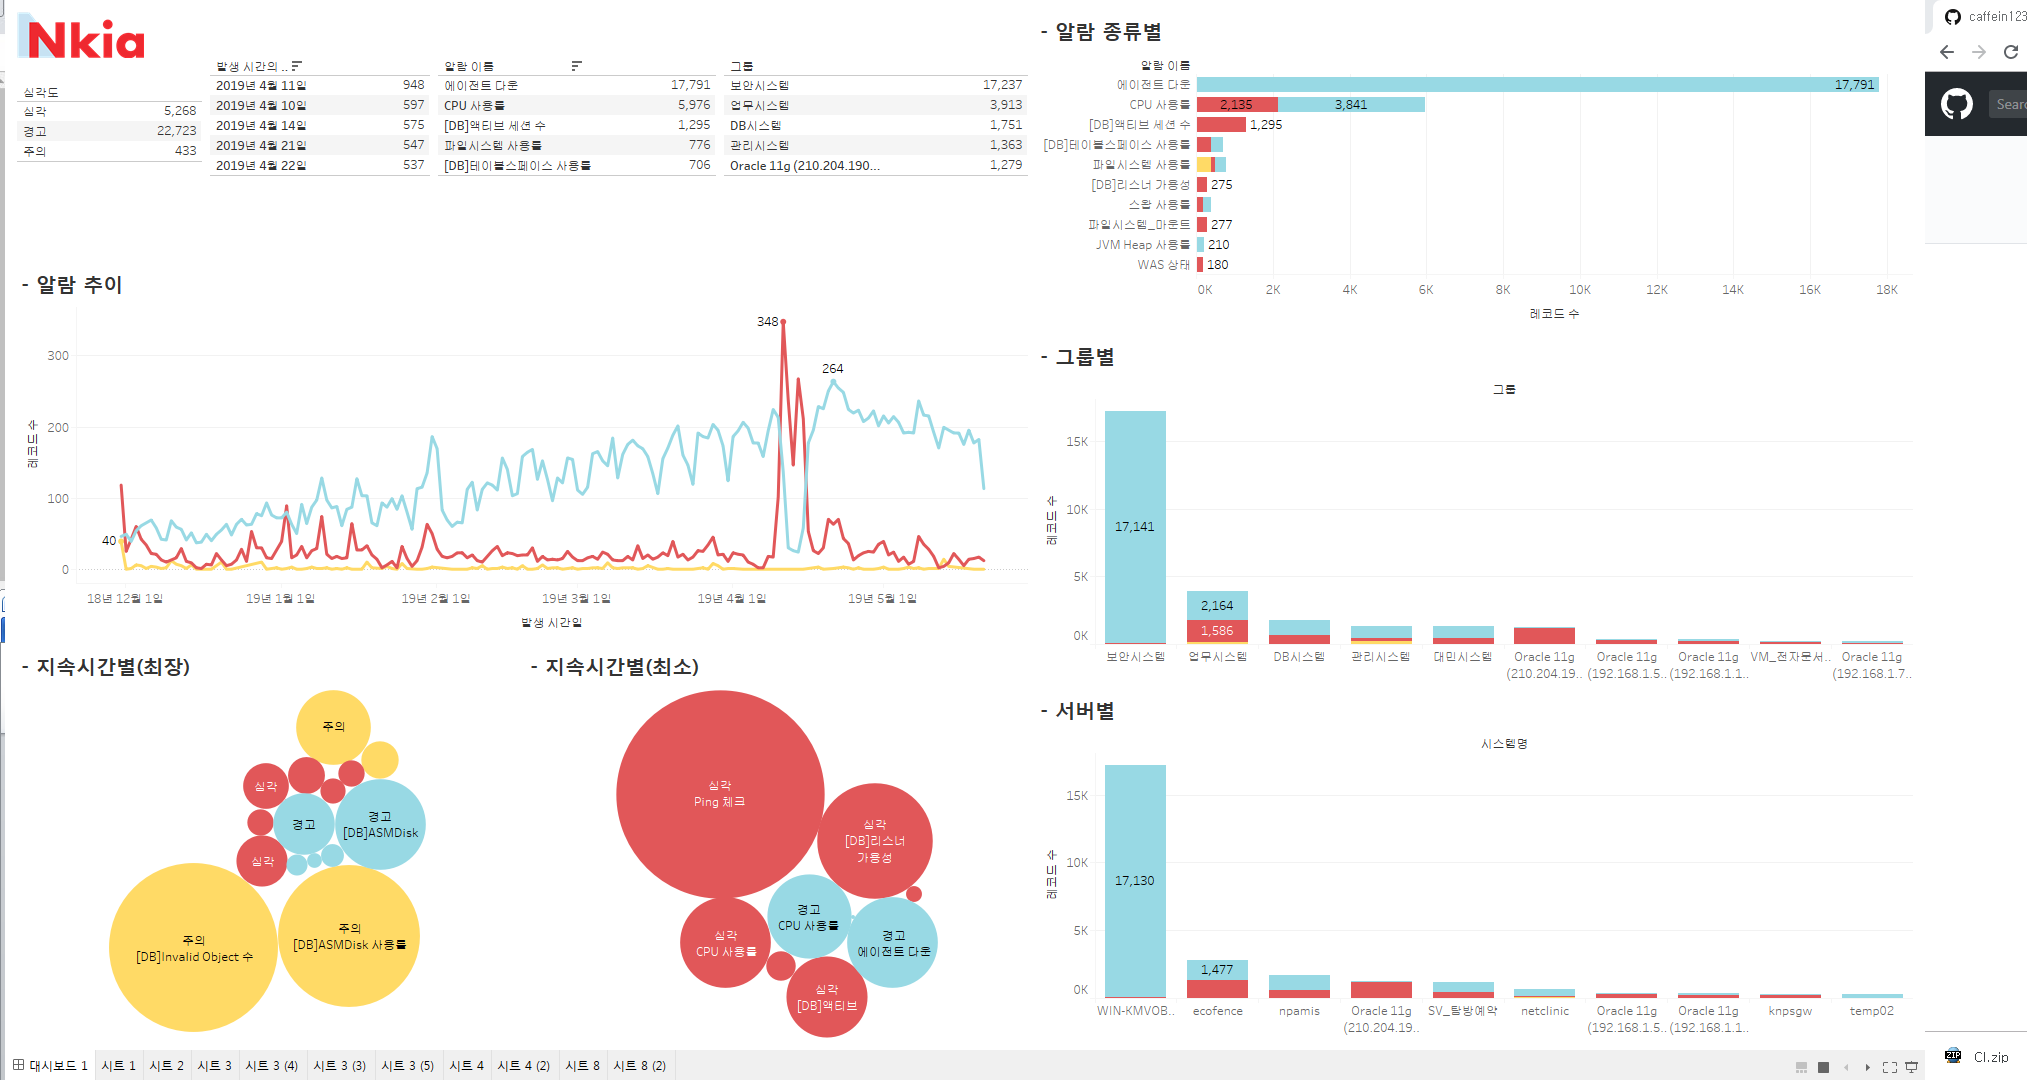 Nkia
심각도
심각 5,268
경고 22,723
주의 433
발생 시간의 ..
2019년 4월 11일 948
2019년 4월 10일 597
2019년 4월 14일 575
2019년 4월 21일 547
2019년 4월 22일 537
알람 이름
에이전트 다운 17,791
CPU 사용률 5,976
[DB]액티브 세션 수 1,295
파일시스템 사용률 776
[DB]테이블스페이스 사용률 706
그룹
보안시스템 17,237
업무시스템 3,913
DB시스템 1,751
관리시스템 1,363
Oracle 11g (210.204.190... 1,279
- 알람 종류별
알람 이름
에이전트 다운 17,791
CPU 사용률 2,135 3,841
[DB]액티브 세션 수 1,295
[DB]테이블스페이스 사용률
파일시스템 사용률
[DB]리스너 가용성 275
스왑 사용률
파일시스템_마운트 277
JVM Heap 사용률 210
WAS 상태 180
0K 2K 4K 6K 8K 10K 12K 14K 16K 18K
레코드 수
- 알람 추이
레코드 수
300
200
100
0
348
264
40
18년 12월 1일 19년 1월 1일 19년 2월 1일 19년 3월 1일 19년 4월 1일 19년 5월 1일
발생 시간일
- 그룹별
그룹
레코드 수
15K
10K
5K
0K
17,141
2,164
1,586
보안시스템 업무시스템 DB시스템 관리시스템 대민시스템 Oracle 11g Oracle 11g Oracle 11g VM_전자문서.. Oracle 11g
(210.204.19.. (192.168.1.5.. (192.168.1.1.. (192.168.1.7..
- 지속시간별(최장)
주의
심각
경고
경고
[DB]ASMDisk
심각
주의
[DB]Invalid Object 수
주의
[DB]ASMDisk 사용률
- 지속시간별(최소)
심각
Ping 체크
심각
[DB]리스너
가용성
경고
CPU 사용률
심각
CPU 사용률
경고
에이전트 다운
심각
[DB]액티브
- 서버별
시스템명
레코드 수
15K
10K
5K
0K
17,130
1,477
WIN-KMVOB.. ecofence npamis Oracle 11g SV_탐방예약 netclinic Oracle 11g Oracle 11g knpsgw temp02
(210.204.19.. (192.168.1.5.. (192.168.1.1..
대시보드 1 시트 1 시트 2 시트 3 시트 3 (4) 시트 3 (3) 시트 3 (5) 시트 4 시트 4 (2) 시트 8 시트 8 (2)
caffein123
Searc
ZIP
CI.zip